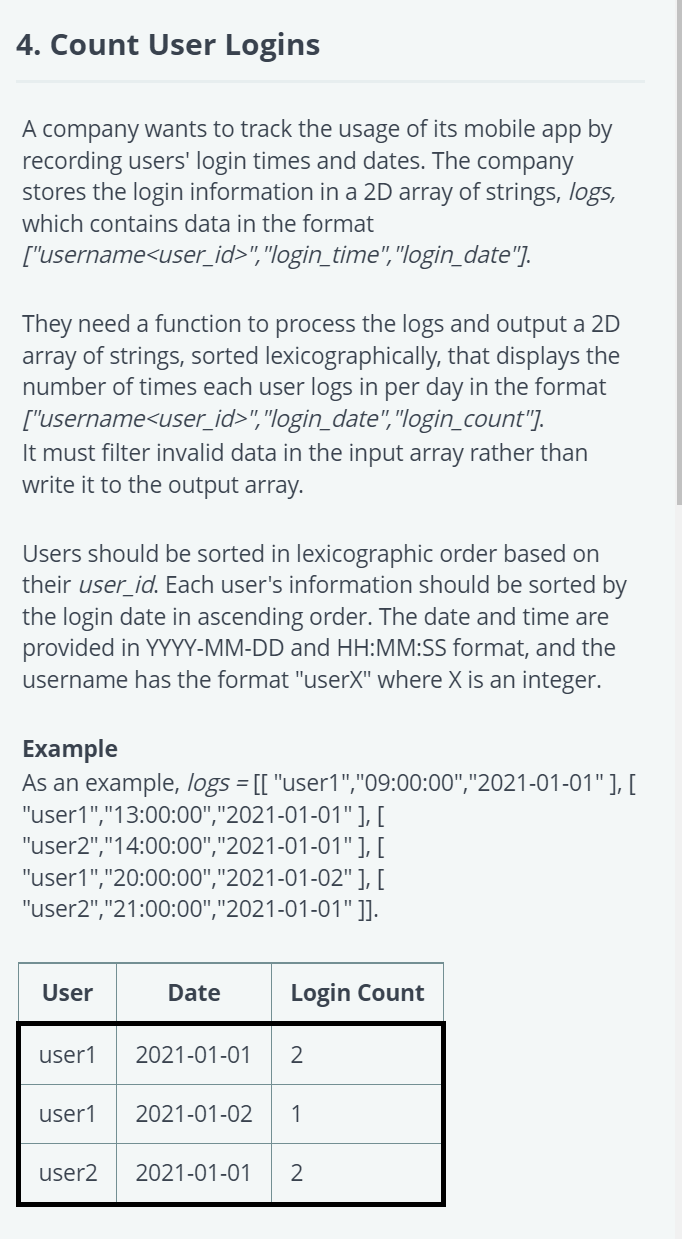 4. Count User Logins
A company wants to track the usage of its mobile app by
recording users' login times and dates. The company
stores the login information in a 2D array of strings, logs,
which contains data in the format
["username<user_id>","login_time","login_date"].
They need a function to process the logs and output a 2D
array of strings, sorted lexicographically, that displays the
number of times each user logs in per day in the format
["username<user_id>","login_date","login_count"].
It must filter invalid data in the input array rather than
write it to the output array.
Users should be sorted in lexicographic order based on
their user_id. Each user's information should be sorted by
the login date in ascending order. The date and time are
provided in YYYY-MM-DD and HH:MM:SS format, and the
username has the format "userX" where X is an integer.
Example
As an example, logs = [[ "user1","09:00:00","2021-01-01" ], [
"user1","13:00:00","2021-01-01" ], [
"user2","14:00:00","2021-01-01" ], [
"user1","20:00:00","2021-01-02" ], [
"user2","21:00:00","2021-01-01" ]].
User Date Login Count
user1 2021-01-01 2
user1 2021-01-02 1
user2 2021-01-01 2